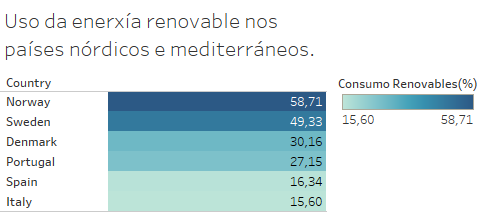 Uso da enerxía renovable nos
países nórdicos e mediterráneos.
Country
Consumo Renovables(%)
Norway 58,71
Sweden 49,33
15,60 58,71
Denmark 30,16
Portugal 27,15
Spain 16,34
Italy 15,60